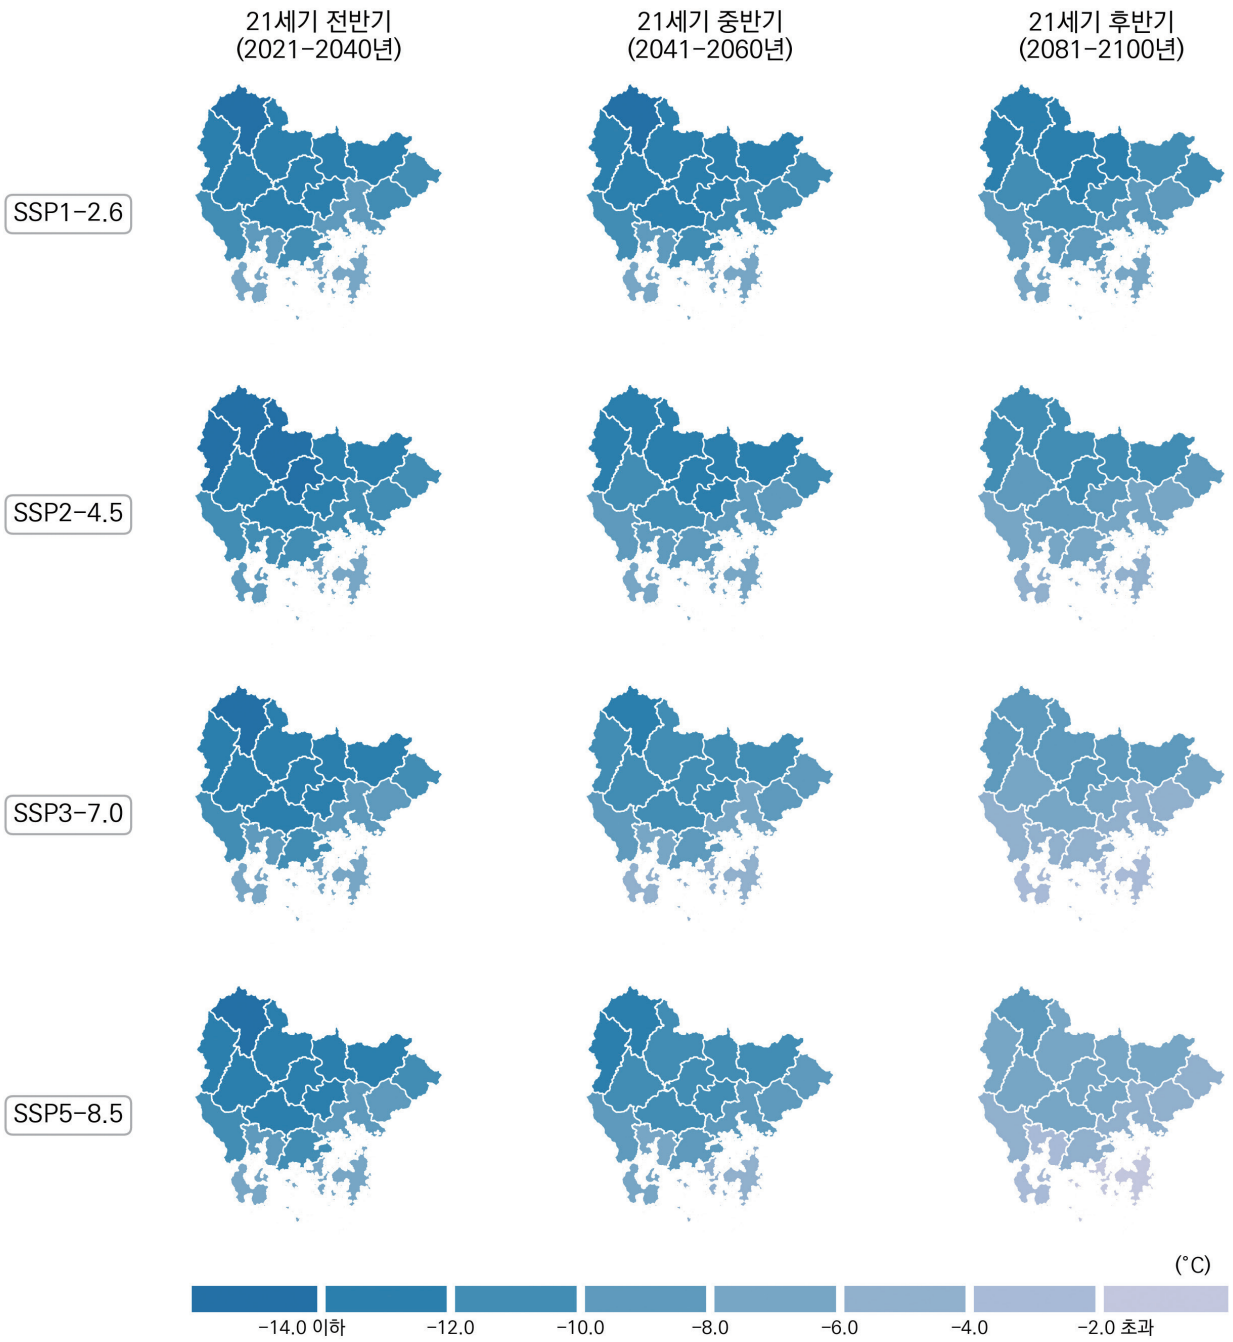 21세기 전반기
(2021-2040년)
21세기 중반기
(2041-2060년)
21세기 후반기
(2081-2100년)
SSP1-2.6
SSP2-4.5
SSP3-7.0
SSP5-8.5
(°C)
-14.0 이하
-12.0
-10.0
-8.0
-6.0
-4.0
-2.0 초과